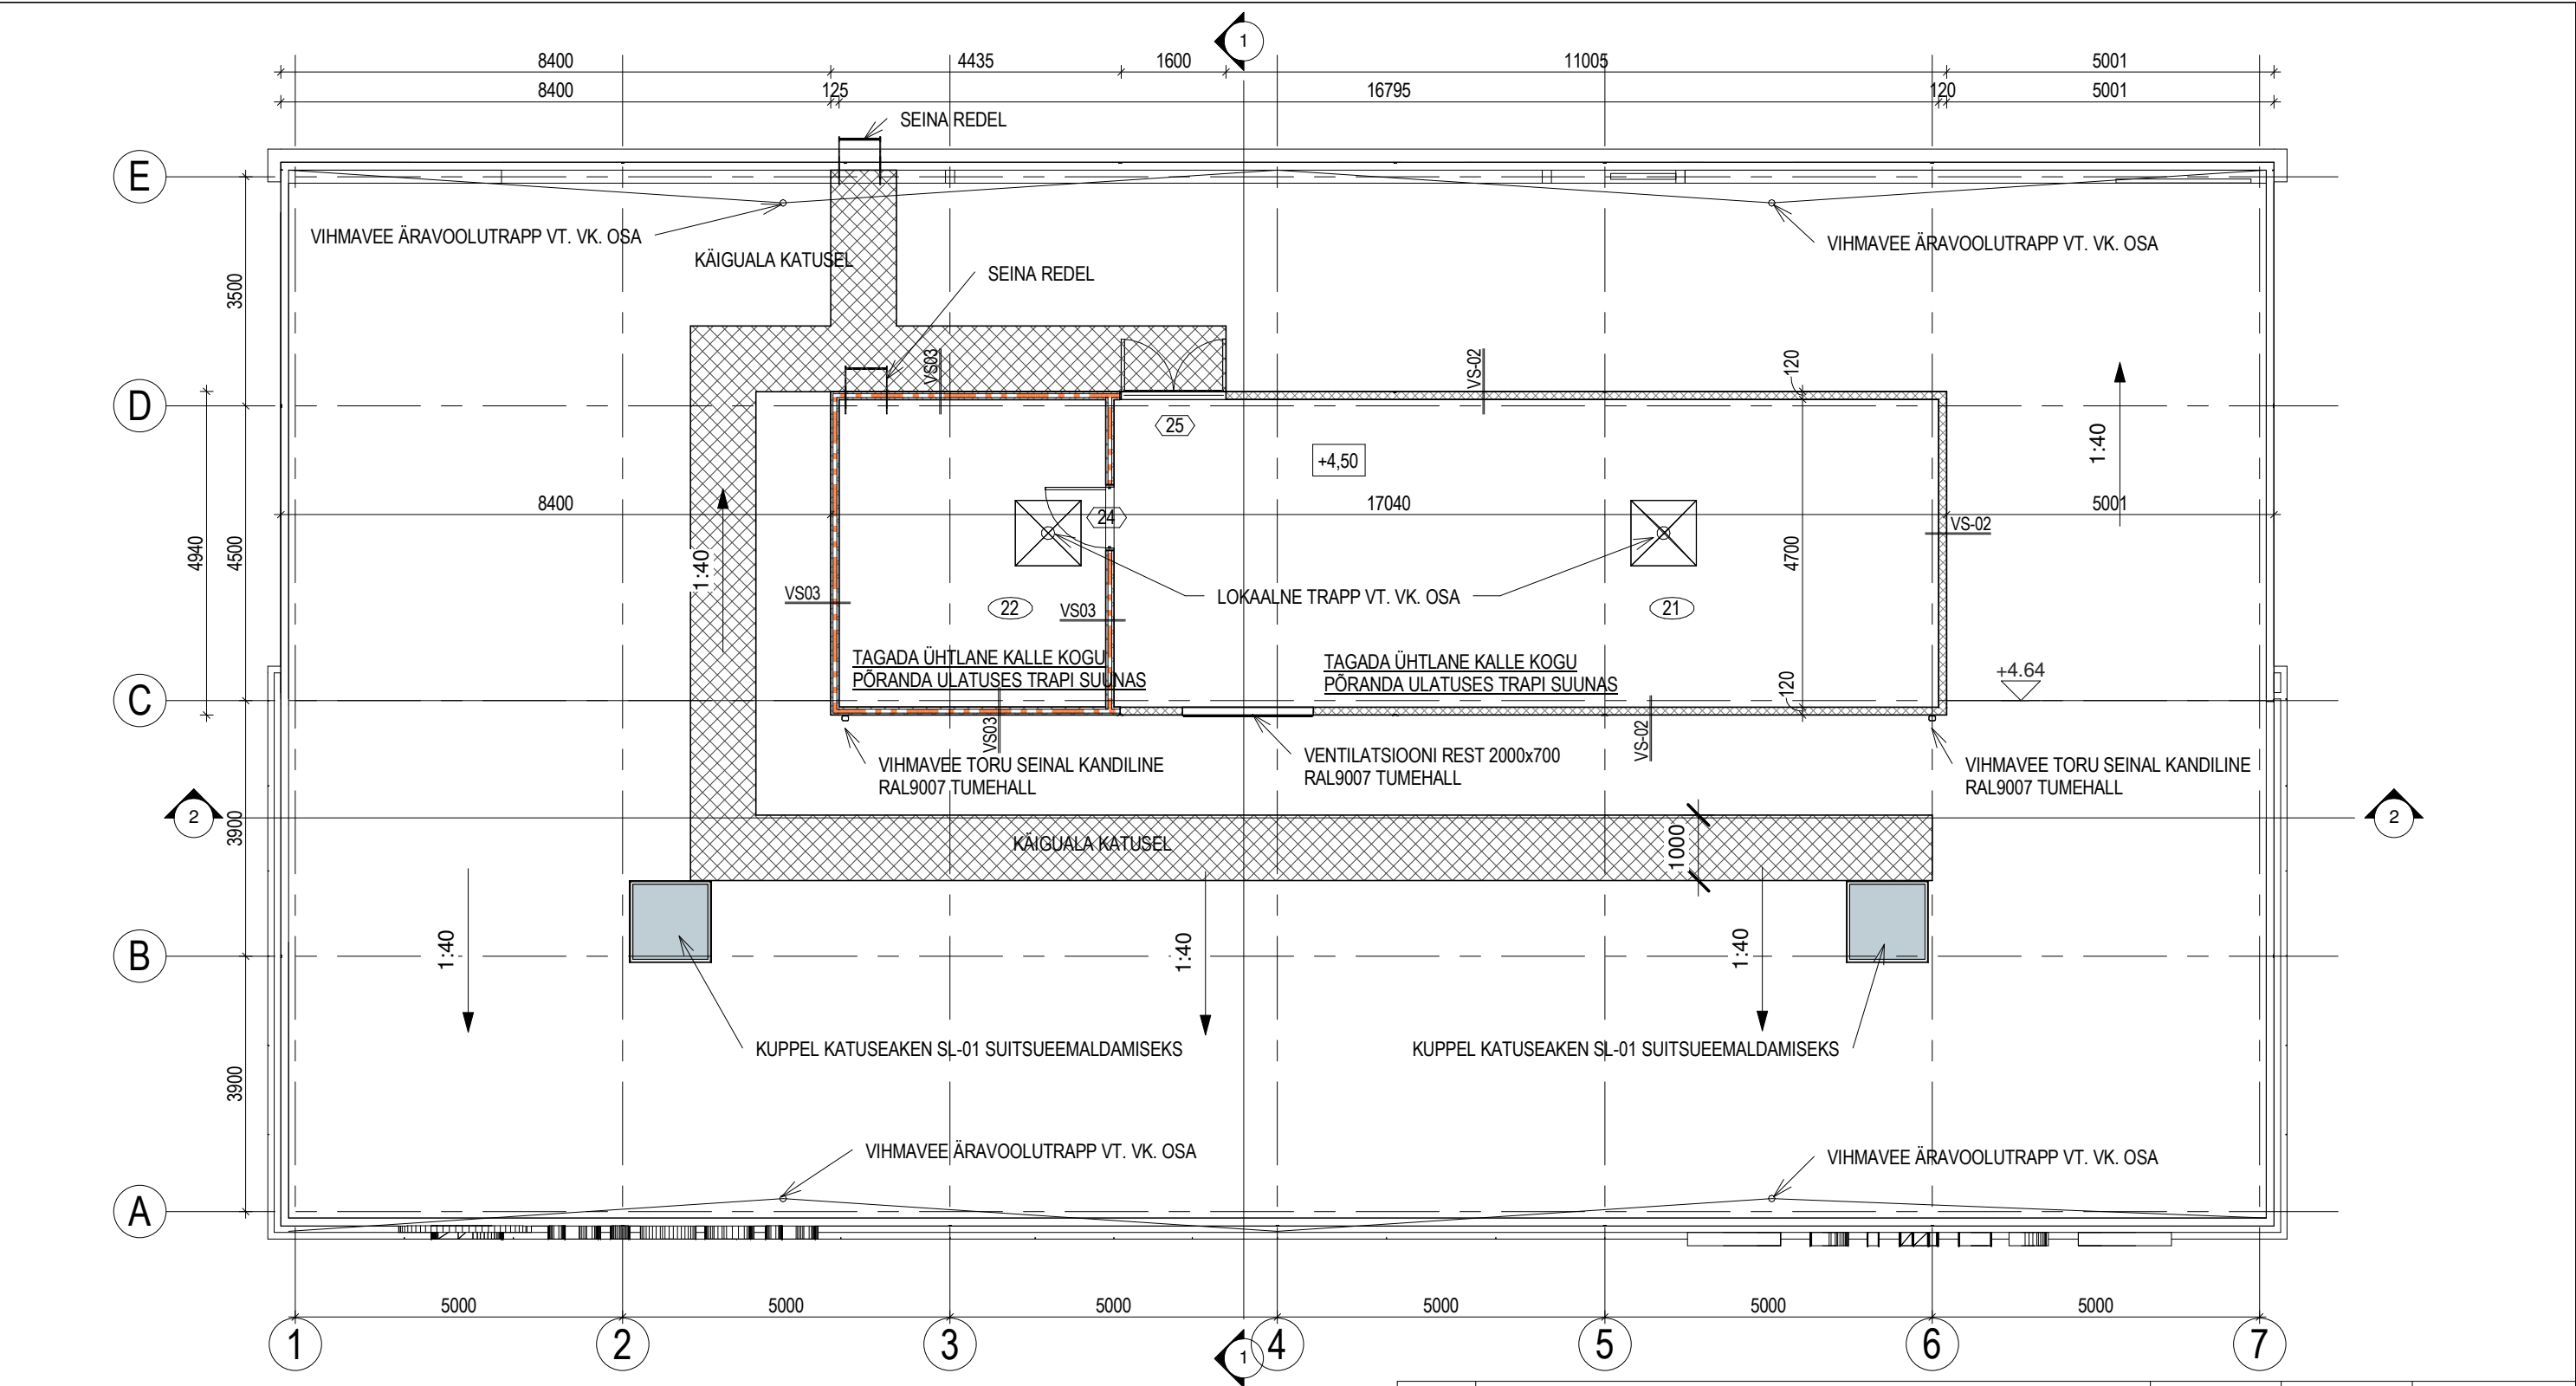 1
8400
4435
1600
11005
5001
8400
125
16795
120
5001
SEINA REDEL
E
VIHMAVEE ÄRAVOOLUTRAPP VT. VK. OSA
VIHMAVEE ÄRAVOOLUTRAPP VT. VK. OSA
KÄIGUALA KATUSEL
SEINA REDEL
3500
VS03
VS-02
120
D
25
+4,50
1:40
8400
24
17040
5001
VS-02
4940
4500
1:40
4700
VS03
22
VS03
LOKAALNE TRAPP VT. VK. OSA
21
TAGADA ÜHTLANE KALLE KOGU
PÕRANDA ULATUSES TRAPI SUUNAS
TAGADA ÜHTLANE KALLE KOGU
PÕRANDA ULATUSES TRAPI SUUNAS
120
+4.64
C
VS03
VS-02
VIHMAVEE TORU SEINAL KANDILINE
RAL9007 TUMEHALL
VENTILATSIOONI REST 2000x700
RAL9007 TUMEHALL
VIHMAVEE TORU SEINAL KANDILINE
RAL9007 TUMEHALL
2
3900
2
KÄIGUALA KATUSEL
1000
B
1:40
1:40
1:40
KUPPEL KATUSEAKEN SL-01 SUITSUEEMALDAMISEKS
KUPPEL KATUSEAKEN SL-01 SUITSUEEMALDAMISEKS
3900
VIHMAVEE ÄRAVOOLUTRAPP VT. VK. OSA
VIHMAVEE ÄRAVOOLUTRAPP VT. VK. OSA
A
5000
5000
5000
5000
5000
5000
1
2
3
1
4
5
6
7